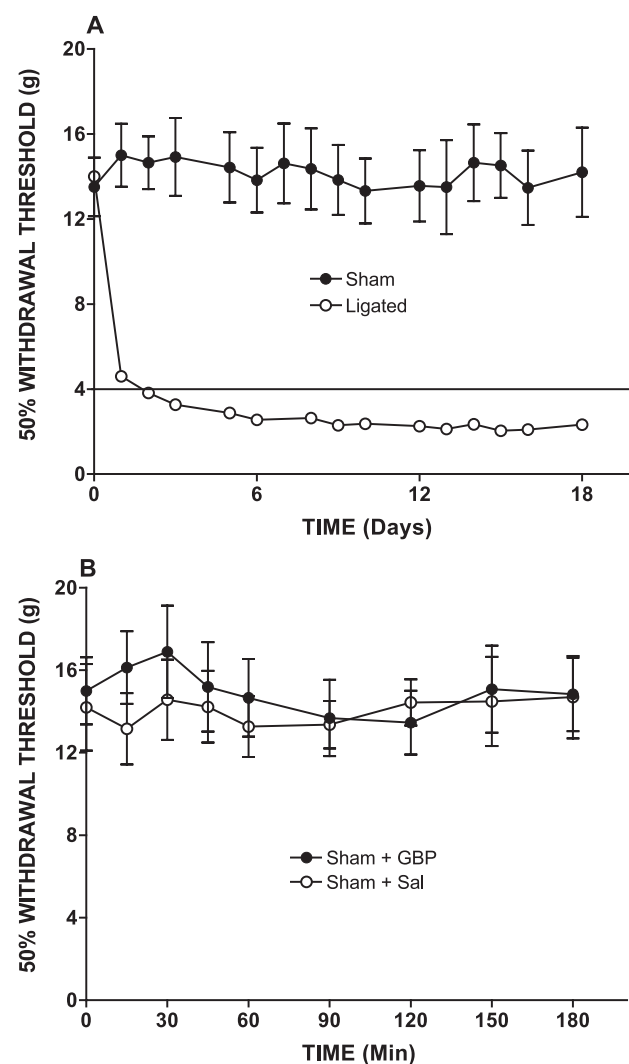 A
20
16
12
8
4
0
50% WITHDRAWAL THRESHOLD (g)
Sham
Ligated
0 6 12 18
TIME (Days)
B
20
16
12
8
4
0
50% WITHDRAWAL THRESHOLD (g)
Sham + GBP
Sham + Sal
0 30 60 90 120 150 180
TIME (Min)